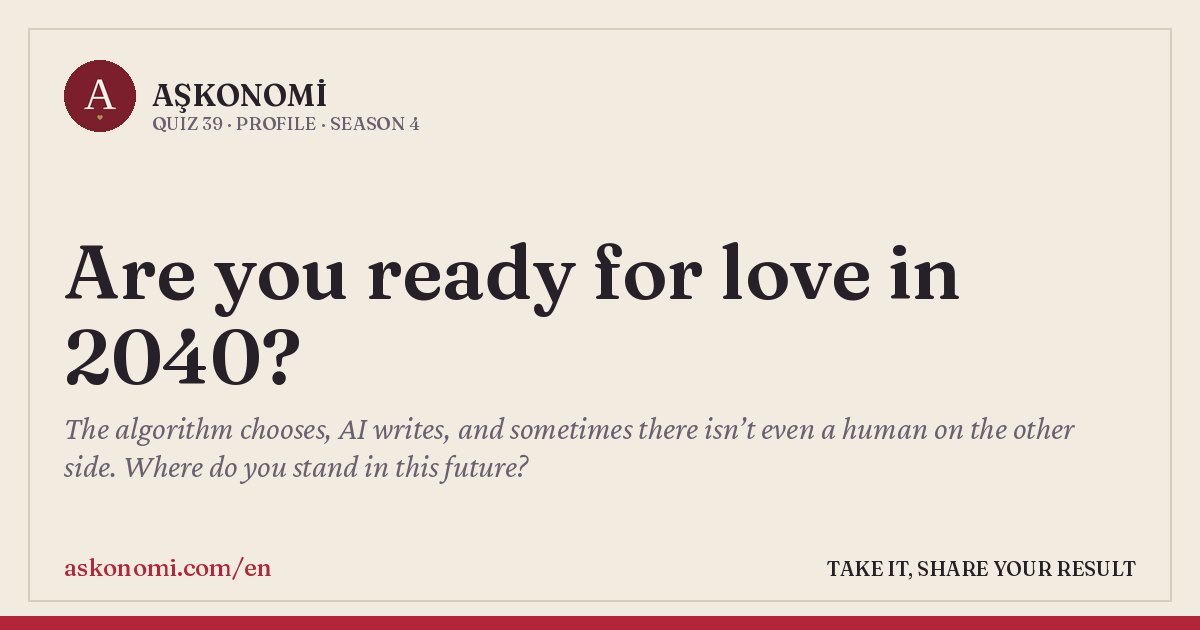 A
AŞKONOMİ
QUIZ 39 · PROFILE · SEASON 4
Are you ready for love in
2040?
The algorithm chooses, AI writes, and sometimes there isn’t even a human on the other
side. Where do you stand in this future?
askonomi.com/en
TAKE IT, SHARE YOUR RESULT